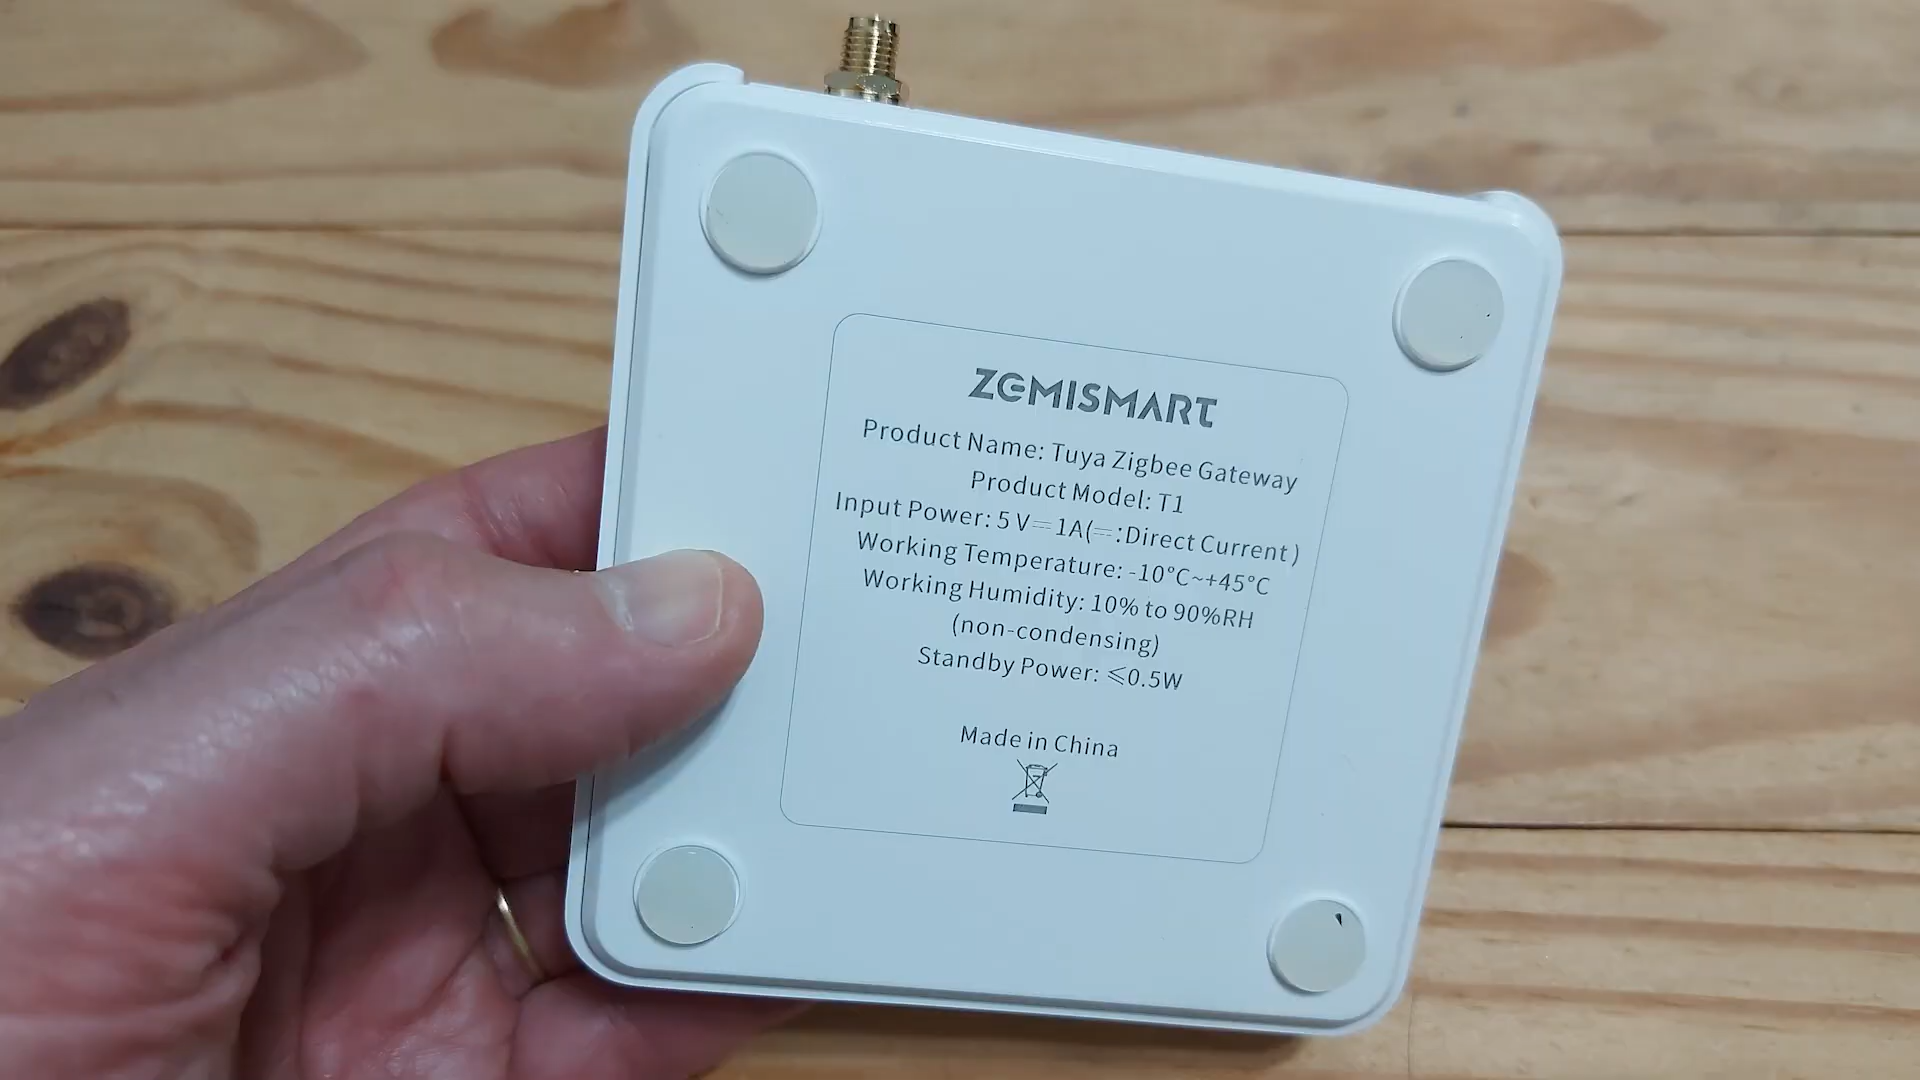 ZEMISMART
Product Name: Tuya Zigbee Gateway
Product Model: T1
Input Power: 5 V⎓1A(⎓:Direct Current)
Working Temperature: -10°C~+45°C
Working Humidity: 10% to 90%RH
(non-condensing)
Standby Power: ⩽0.5W
Made in China